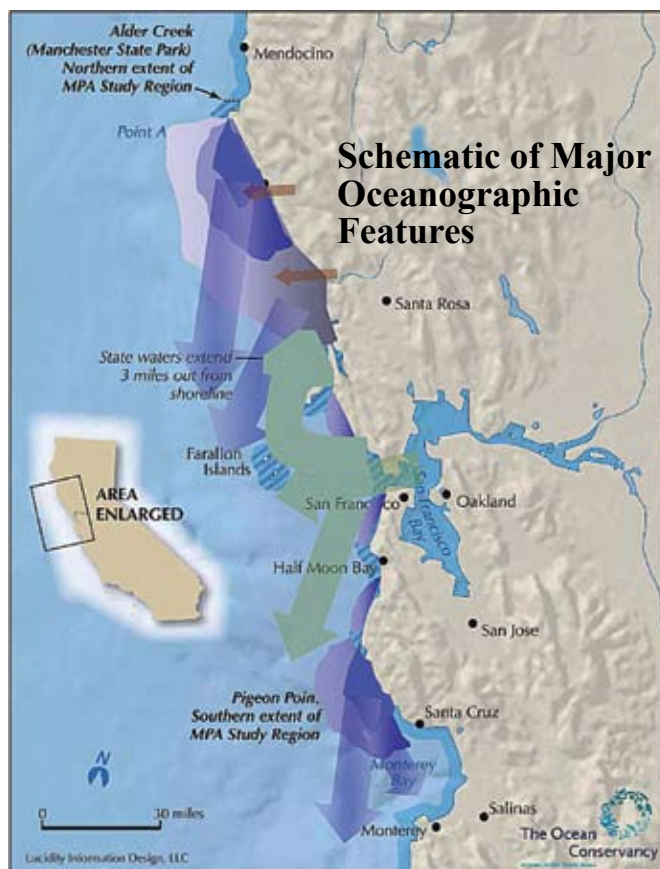 Alder Creek
(Manchester State Park)
Northern extent of
MPA Study Region
Mendocino
Point A
Schematic of Major
Oceanographic
Features
Santa Rosa
State waters extend
3 miles out from
shoreline
Farallon
Islands
San Francisco
Oakland
San Francisco
Bay
AREA
ENLARGED
Half Moon Bay
San Jose
Pigeon Poin,
Southern extent of
MPA Study Region
Santa Cruz
Monterey
Bay
N
0 30 miles
Salinas
Monterey
The Ocean
Conservancy
Lucidity Information Design, LLC